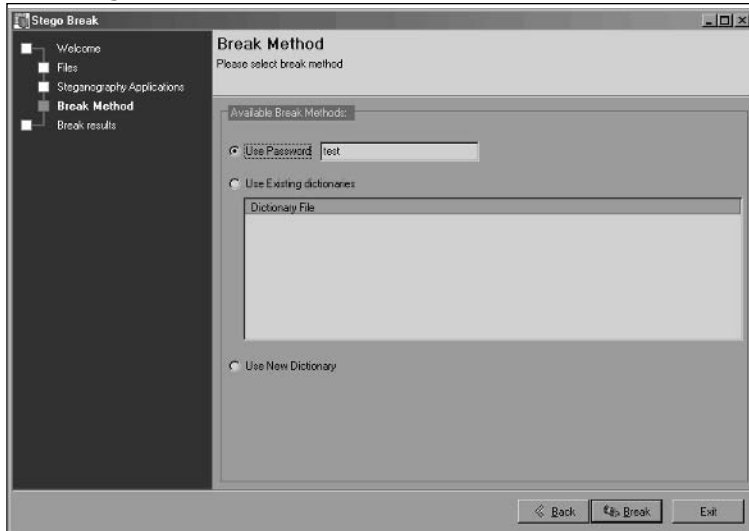 Stego Break
Welcome
Files
Steganography Applications
Break Method
Break results
Break Method
Please select break method
Available Break Methods:
Use Password test
Use Existing dictionaries
Dictionary File
Use New Dictionary
Back Break Exit